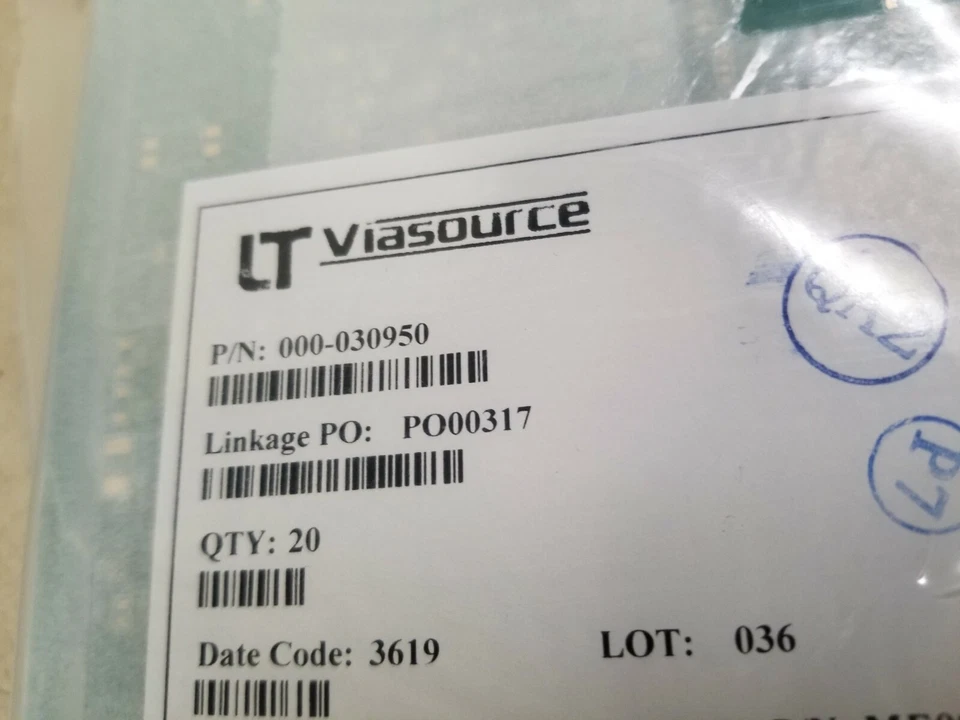 LT Viasource
P/N: 000-030950
Linkage PO: PO00317
P7
QTY: 20
Date Code: 3619 LOT: 036